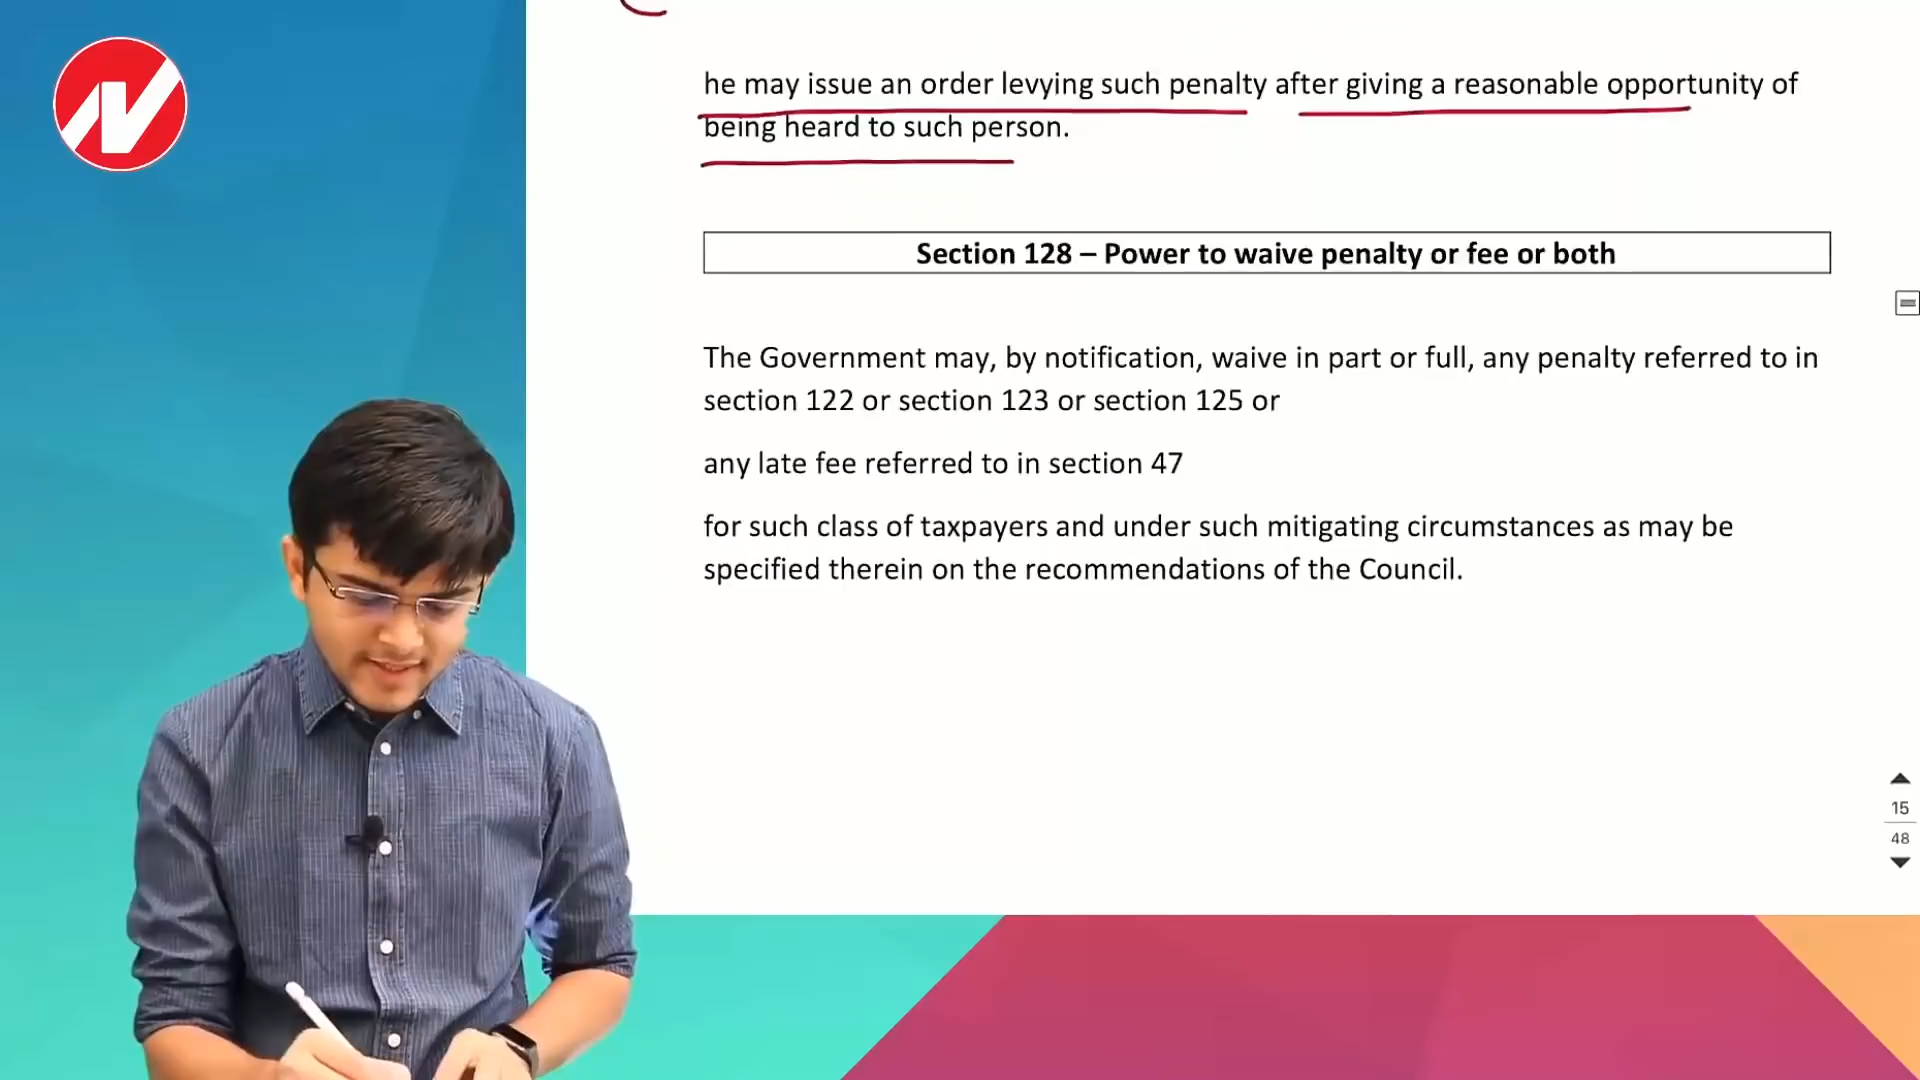 he may issue an order levying such penalty after giving a reasonable opportunity of
being heard to such person.
Section 128 – Power to waive penalty or fee or both
The Government may, by notification, waive in part or full, any penalty referred to in
section 122 or section 123 or section 125 or
any late fee referred to in section 47
for such class of taxpayers and under such mitigating circumstances as may be
specified therein on the recommendations of the Council.
15
48